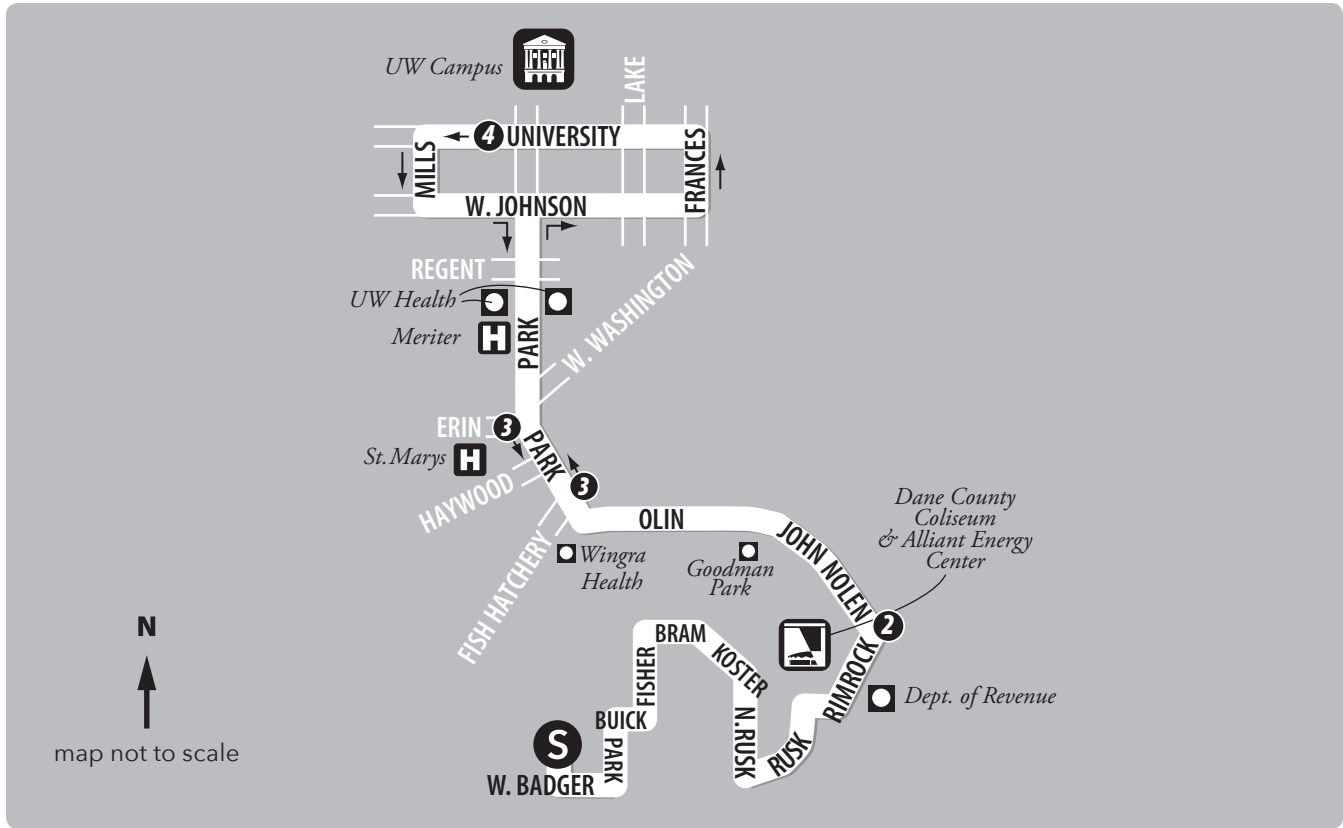 UW Campus
LAKE
4
UNIVERSITY
MILLS
FRANCES
W. JOHNSON
REGENT
UW Health
Meriter
H
PARK
W. WASHINGTON
ERIN
3
PARK
St. Marys
H
HAYWOOD
3
OLIN
FISH HATCHERY
Wingra
Health
Goodman
Park
JOHN NOLEN
Dane County
Coliseum
& Alliant Energy
Center
2
RIMROCK
Dept. of Revenue
BRAM
KOSTER
FISHER
BUICK
PARK
N. RUSK
RUSK
S
W. BADGER
N
map not to scale